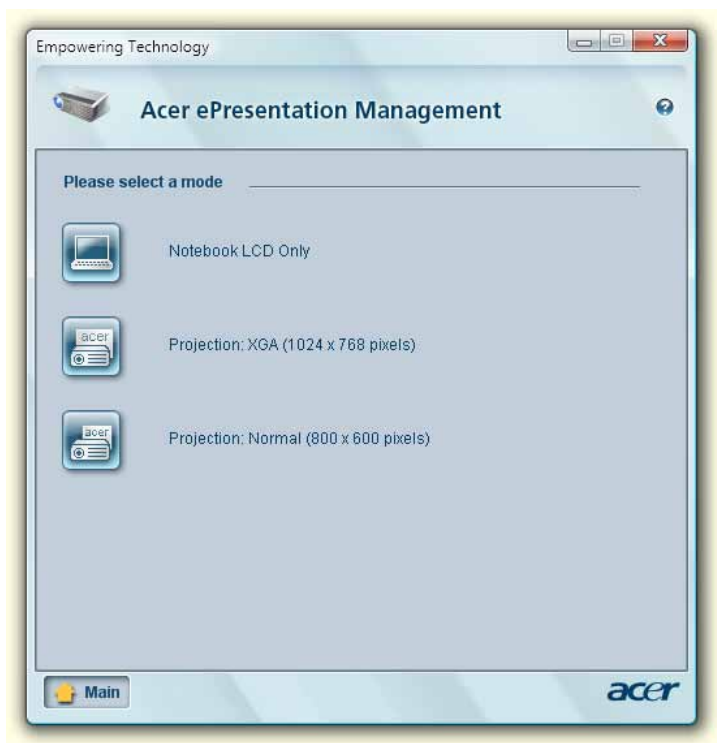 Empowering Technology
Acer ePresentation Management
Please select a mode
Notebook LCD Only
acer
Projection: XGA (1024 x 768 pixels)
acer
Projection: Normal (800 x 600 pixels)
Main
acer